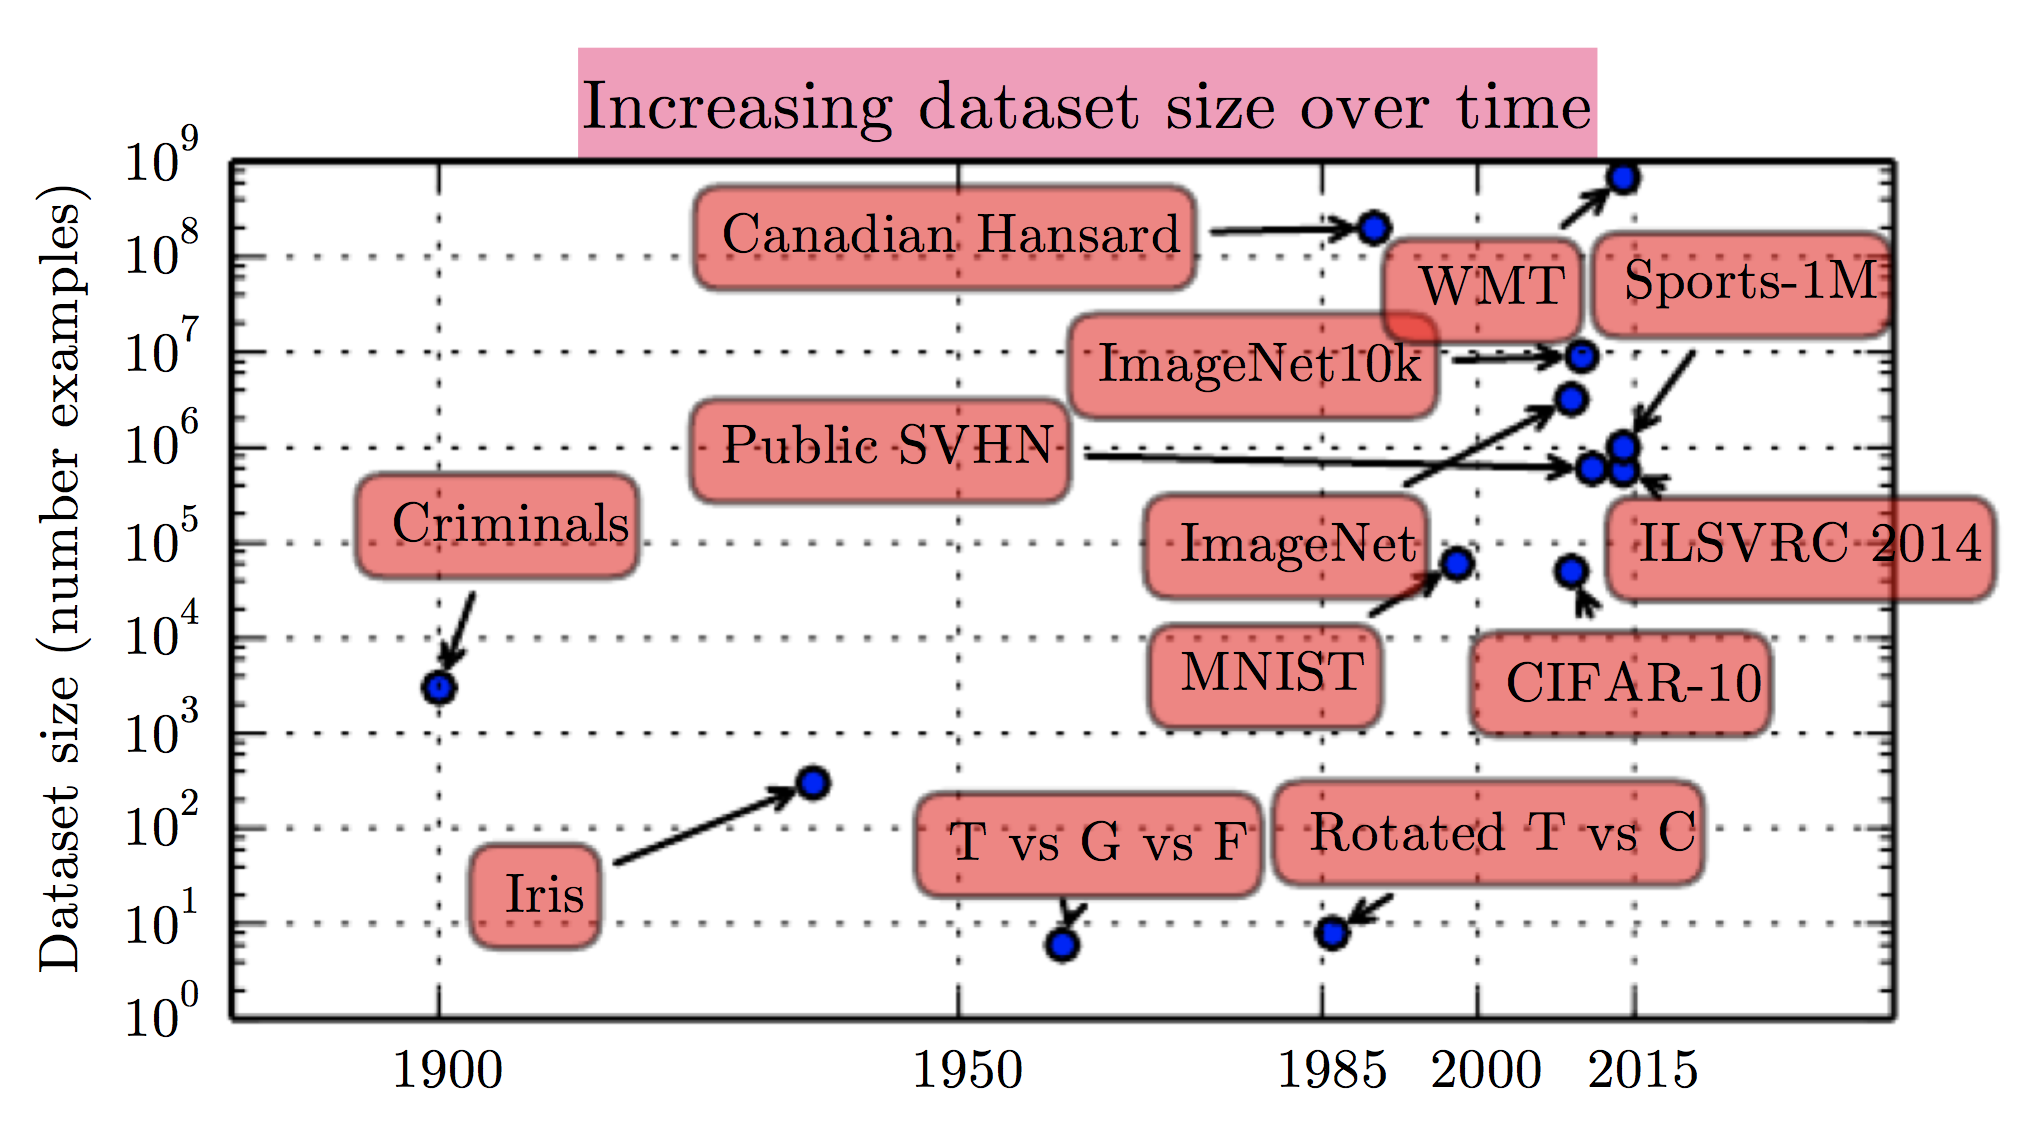 Increasing dataset size over time
Dataset size (number examples)
10^9
10^8
10^7
10^6
10^5
10^4
10^3
10^2
10^1
10^0
Canadian Hansard
WMT
Sports-1M
ImageNet10k
Public SVHN
Criminals
ImageNet
ILSVRC 2014
MNIST
CIFAR-10
T vs G vs F
Rotated T vs C
Iris
1900
1950
1985
2000
2015